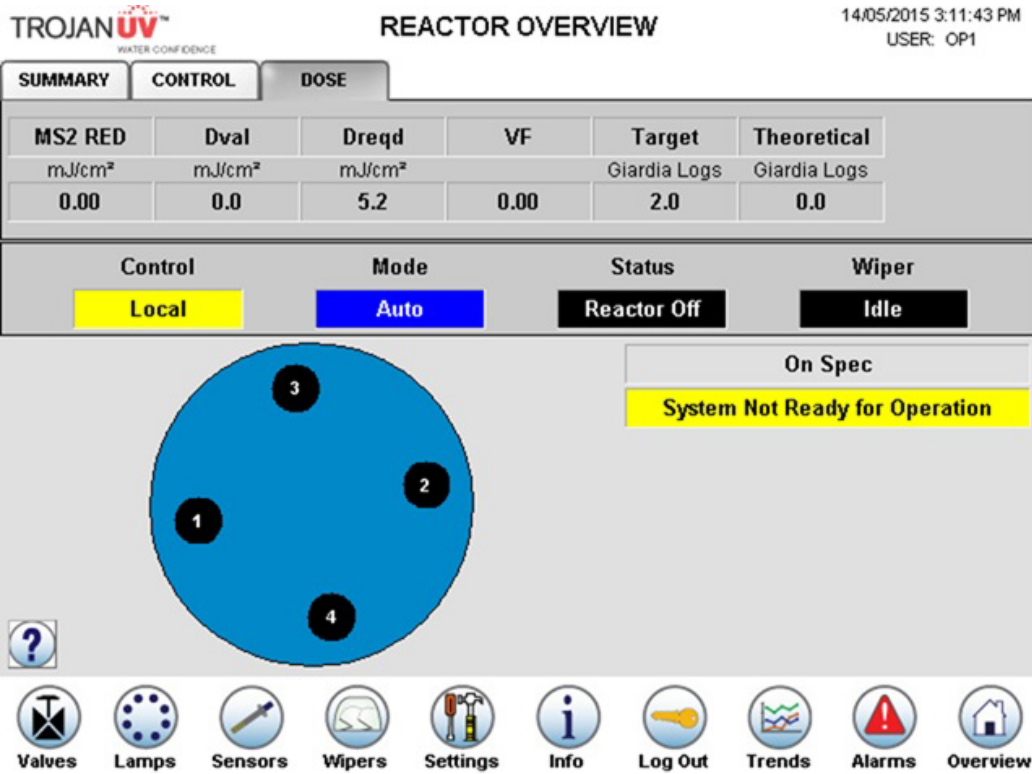 TROJANUV™
WATER CONFIDENCE
REACTOR OVERVIEW
14/05/2015 3:11:43 PM
USER: OP1
SUMMARY CONTROL DOSE
MS2 RED Dval Dreqd VF Target Theoretical
mJ/cm² mJ/cm² mJ/cm² Giardia Logs Giardia Logs
0.00 0.0 5.2 0.00 2.0 0.0
Control Mode Status Wiper
Local Auto Reactor Off Idle
On Spec
System Not Ready for Operation
3
2
1
4
?
Valves Lamps Sensors Wipers Settings Info Log Out Trends Alarms Overview